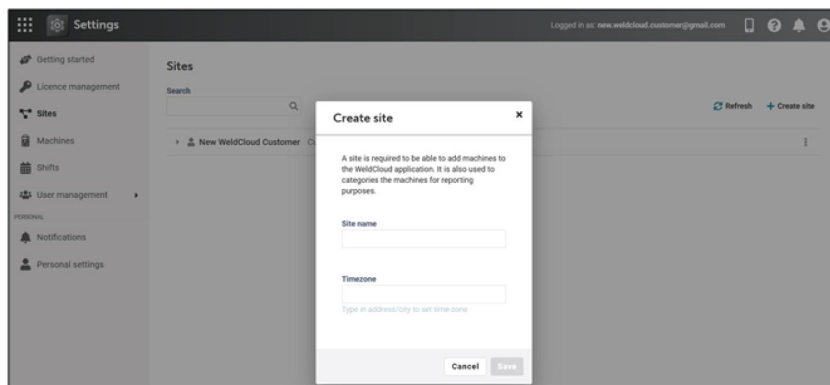 Settings
Logged in as: new.weldcloud.customer@gmail.com
Getting started
Licence management
Sites
Machines
Shifts
User management
PERSONAL
Notifications
Personal settings
Sites
Search
Refresh
Create site
New WeldCloud Customer
Create site
A site is required to be able to add machines to
the WeldCloud application. It is also used to
categories the machines for reporting
purposes.
Site name
Timezone
Type in address/city to set time-zone
Cancel
Save